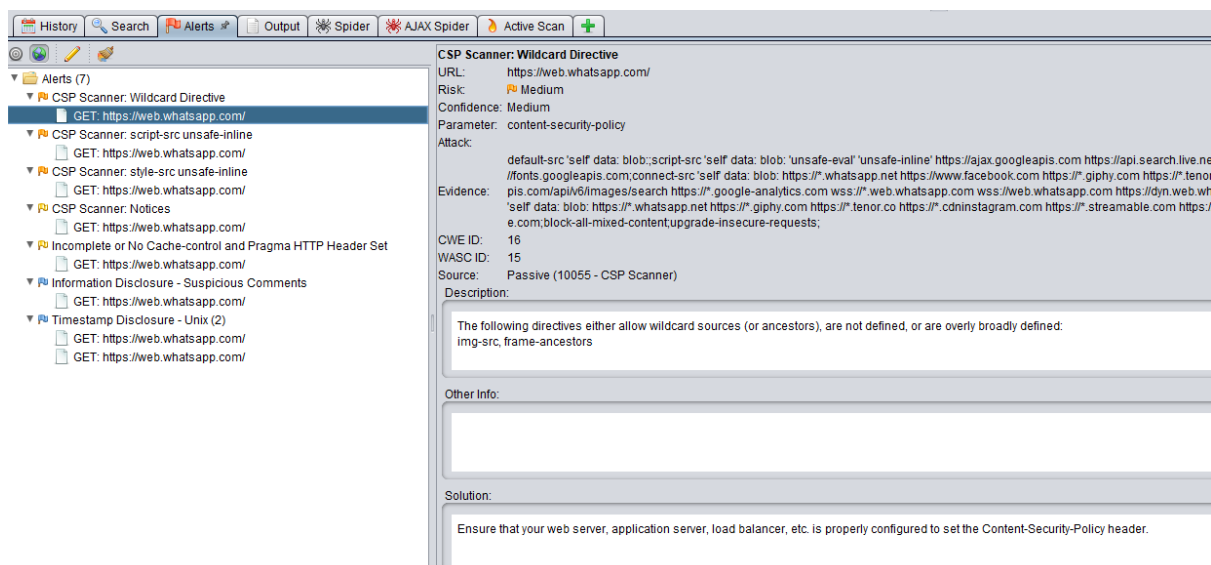 History Search Alerts Output Spider AJAX Spider Active Scan
Alerts (7)
CSP Scanner: Wildcard Directive
GET: https://web.whatsapp.com/
CSP Scanner: script-src unsafe-inline
GET: https://web.whatsapp.com/
CSP Scanner: style-src unsafe-inline
GET: https://web.whatsapp.com/
CSP Scanner: Notices
GET: https://web.whatsapp.com/
Incomplete or No Cache-control and Pragma HTTP Header Set
GET: https://web.whatsapp.com/
Information Disclosure - Suspicious Comments
GET: https://web.whatsapp.com/
Timestamp Disclosure - Unix (2)
GET: https://web.whatsapp.com/
GET: https://web.whatsapp.com/
CSP Scanner: Wildcard Directive
URL: https://web.whatsapp.com/
Risk: Medium
Confidence: Medium
Parameter: content-security-policy
Attack:
default-src 'self' data: blob:;script-src 'self' data: blob: 'unsafe-eval' 'unsafe-inline' https://ajax.googleapis.com https://api.search.live.ne
//fonts.googleapis.com;connect-src 'self' data: blob: https://*.whatsapp.net https://www.facebook.com https://*.giphy.com https://*.tenor
Evidence: pis.com/api/v6/images/search https://*.google-analytics.com wss://*.web.whatsapp.com wss://web.whatsapp.com https://dyn.web.wh
'self' data: blob: https://*.whatsapp.net https://*.giphy.com https://*.tenor.co https://*.cdninstagram.com https://*.streamable.com https:/
e.com;block-all-mixed-content;upgrade-insecure-requests;
CWE ID: 16
WASC ID: 15
Source: Passive (10055 - CSP Scanner)
Description:
The following directives either allow wildcard sources (or ancestors), are not defined, or are overly broadly defined:
img-src, frame-ancestors
Other Info:
Solution:
Ensure that your web server, application server, load balancer, etc. is properly configured to set the Content-Security-Policy header.